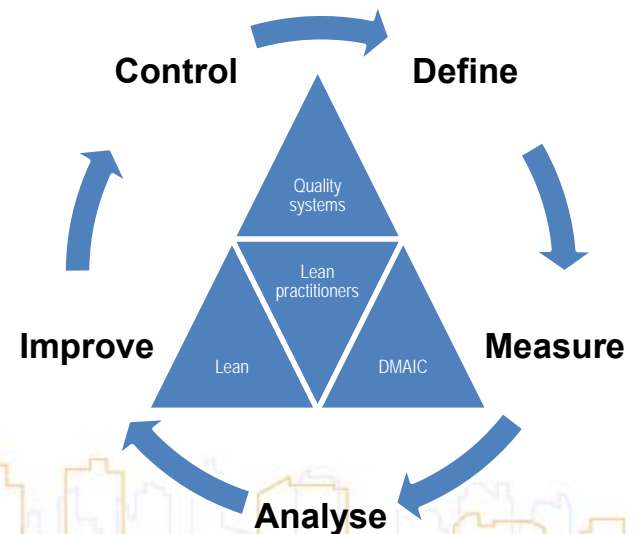 Control
Define
Quality
systems
Lean
practitioners
Improve
Measure
Lean
DMAIC
Analyse